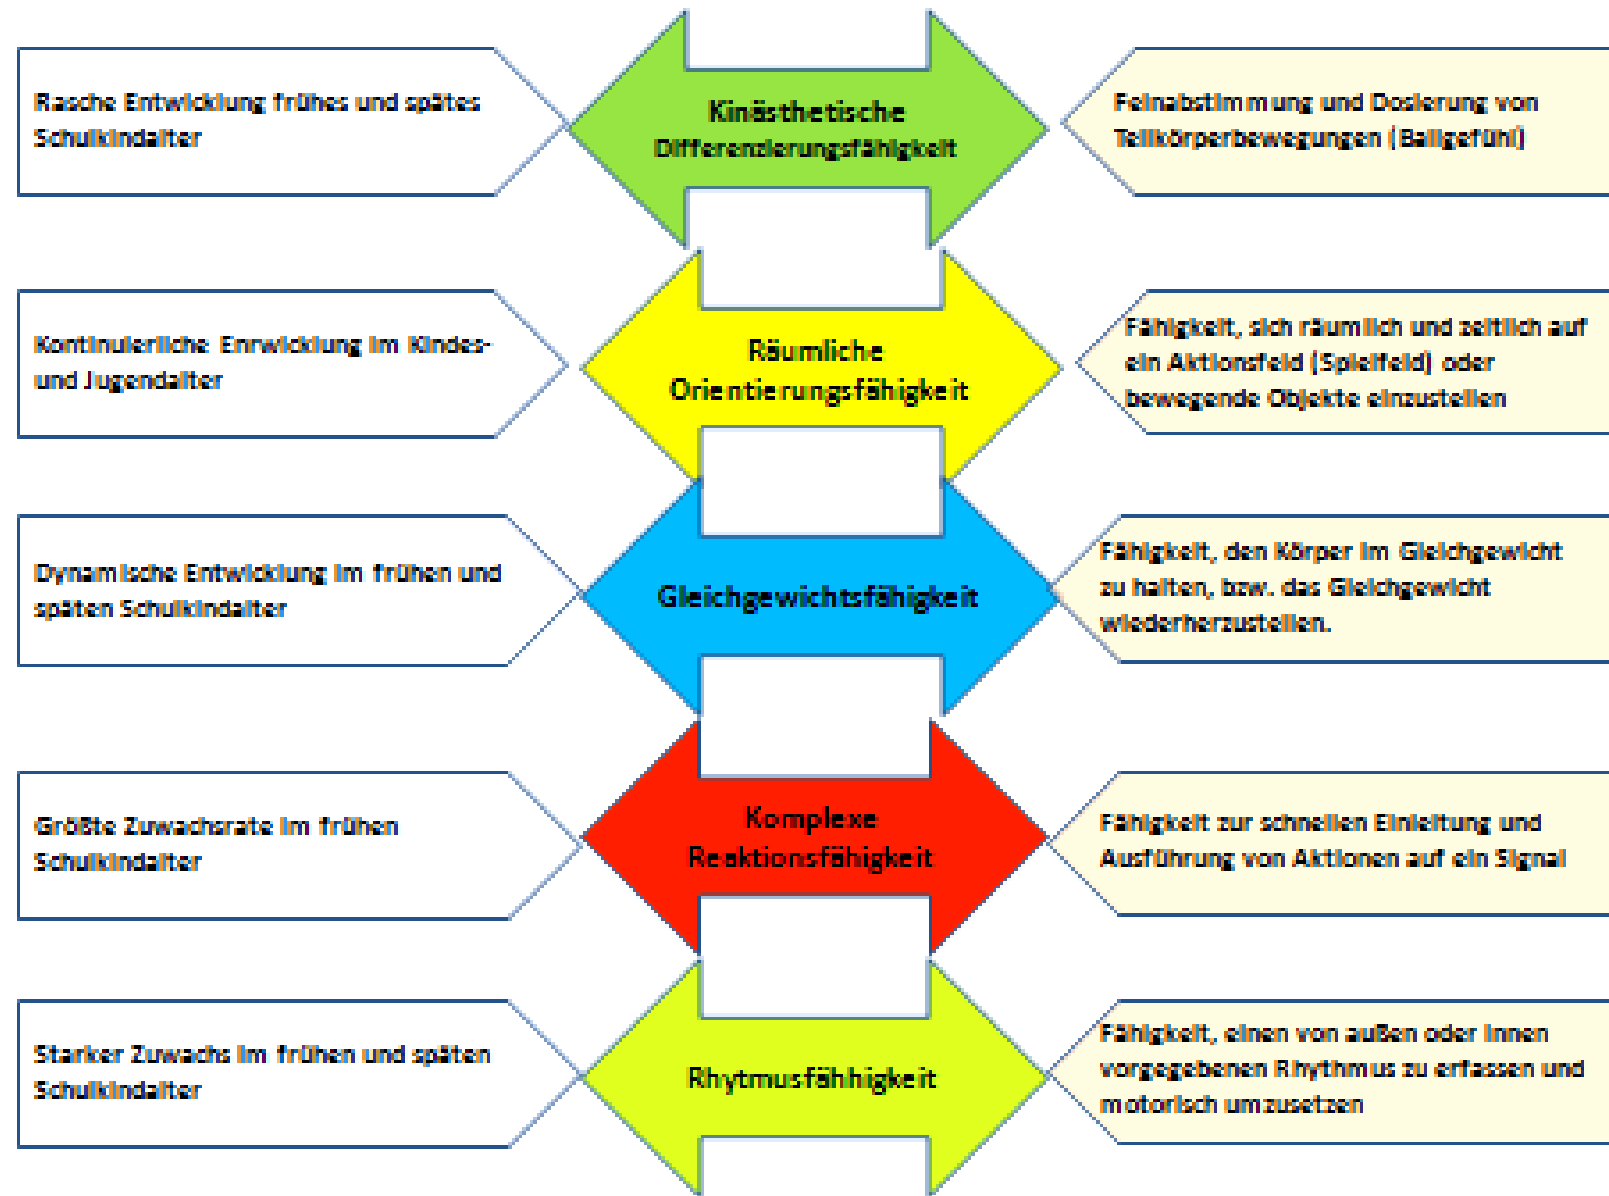 Rasche Entwicklung frühes und spätes
Schulkindalter
Kinästhetische
Differenzierungsfähigkeit
Feinabstimmung und Dosierung von
Teilkörperbewegungen (Ballgefühl)
Kontinuierliche Enrwicklung im Kindes-
und Jugendalter
Räumliche
Orientierungsfähigkeit
Fähigkeit, sich räumlich und zeitlich auf
ein Aktionsfeld (Spielfeld) oder
bewegende Objekte einzustellen
Dynamische Entwicklung im frühen und
späten Schulkindalter
Gleichgewichtsfähigkeit
Fähigkeit, den Körper im Gleichgewicht
zu halten, bzw. das Gleichgewicht
wiederherzustellen.
Größte Zuwachsrate im frühen
Schulkindalter
Komplexe
Reaktionsfähigkeit
Fähigkeit zur schnellen Einleitung und
Ausführung von Aktionen auf ein Signal
Starker Zuwachs im frühen und späten
Schulkindalter
Rhytmusfähhigkeit
Fähigkeit, einen von außen oder innen
vorgegebenen Rhythmus zu erfassen und
motorisch umzusetzen